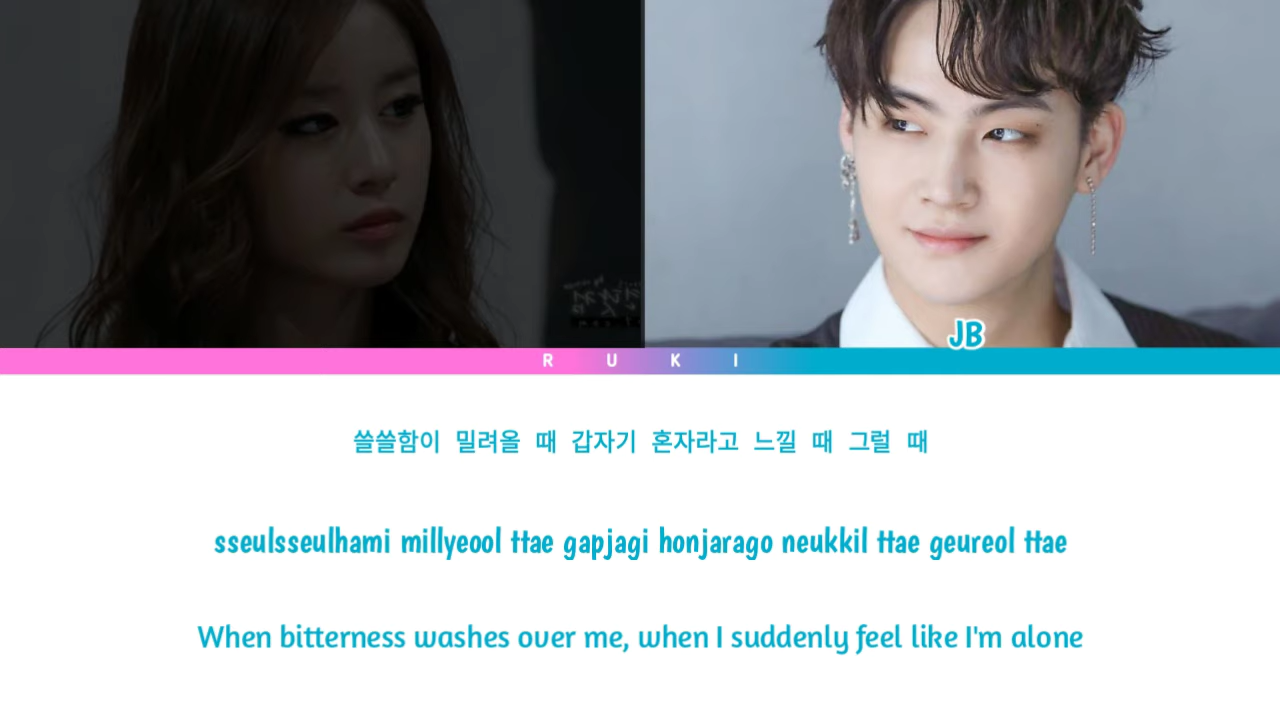 JB
R U K I
쓸쓸함이 밀려올 때 갑자기 혼자라고 느낄 때 그럴 때
sseulsseulhami millyeool ttae gapjagi honjarago neukkil ttae geureol ttae
When bitterness washes over me, when I suddenly feel like I'm alone